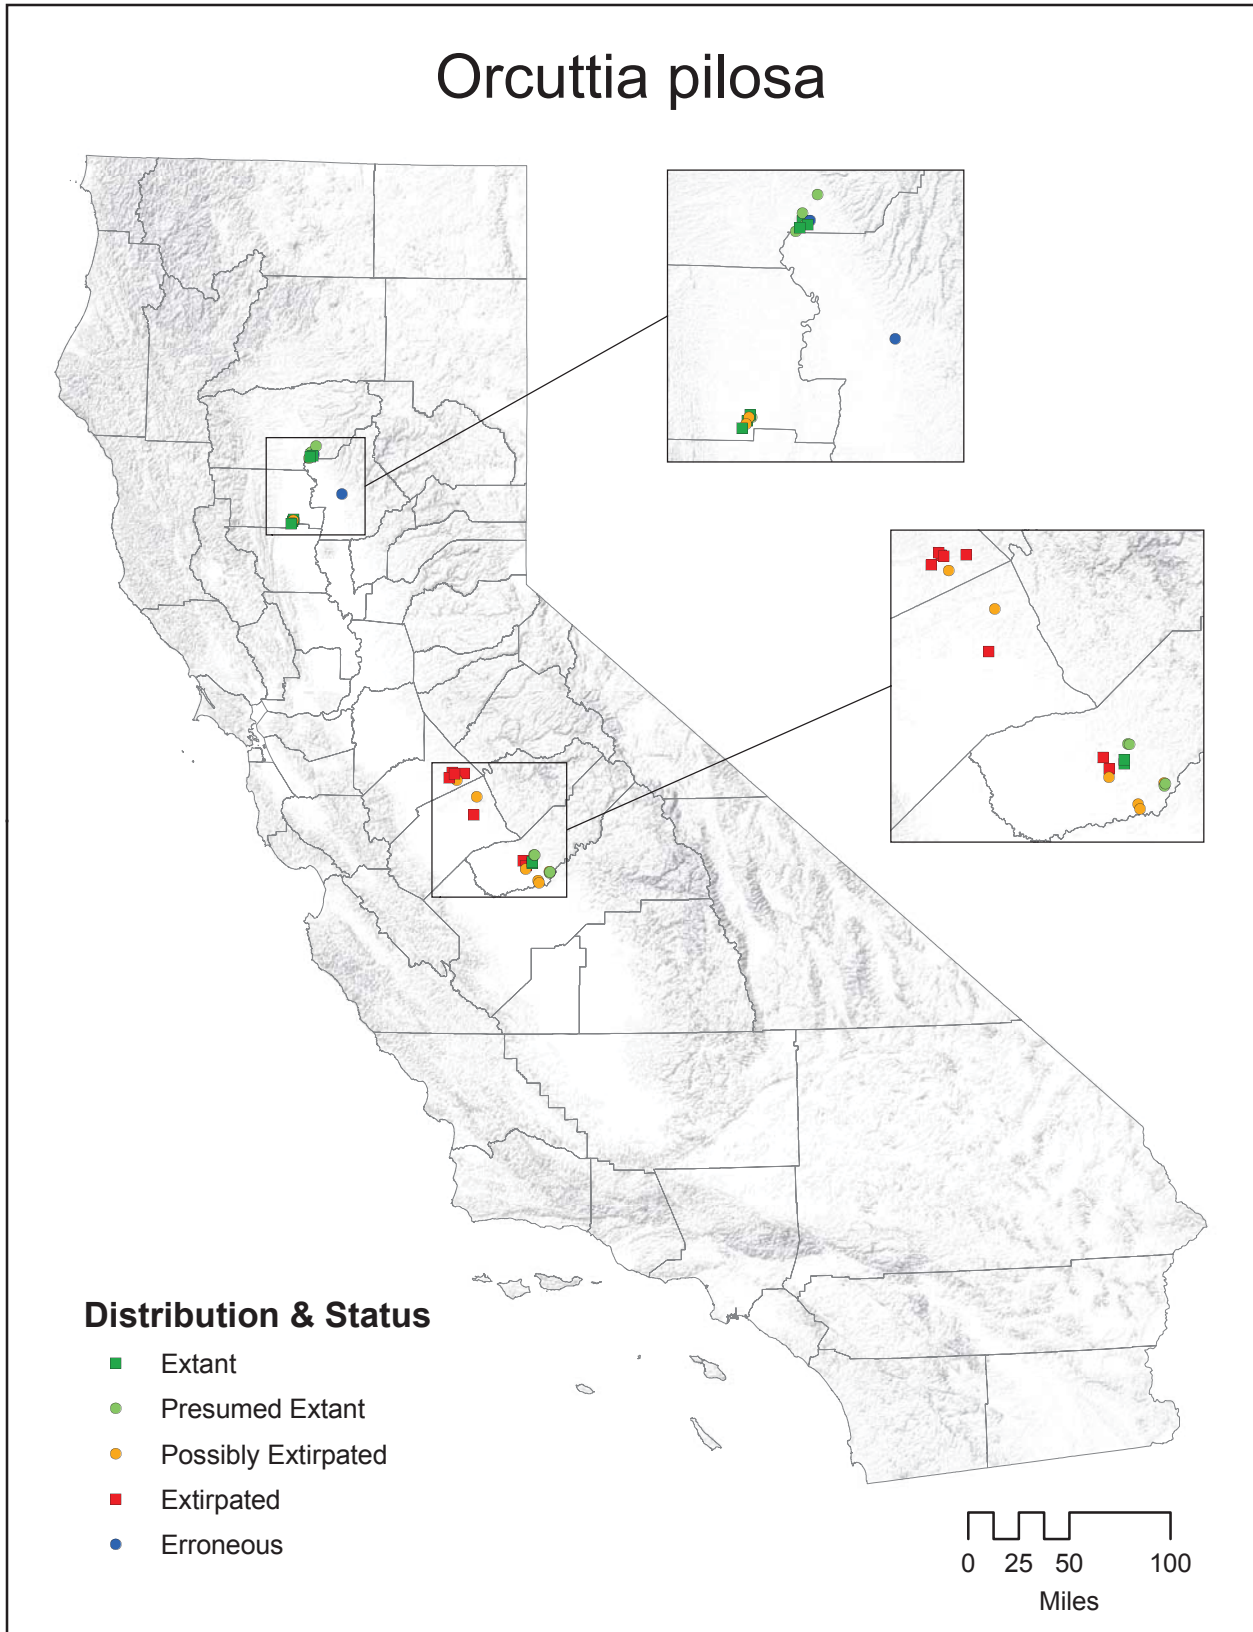 Orcuttia pilosa
Distribution & Status
Extant
Presumed Extant
Possibly Extirpated
Extirpated
Erroneous
0 25 50 100
Miles